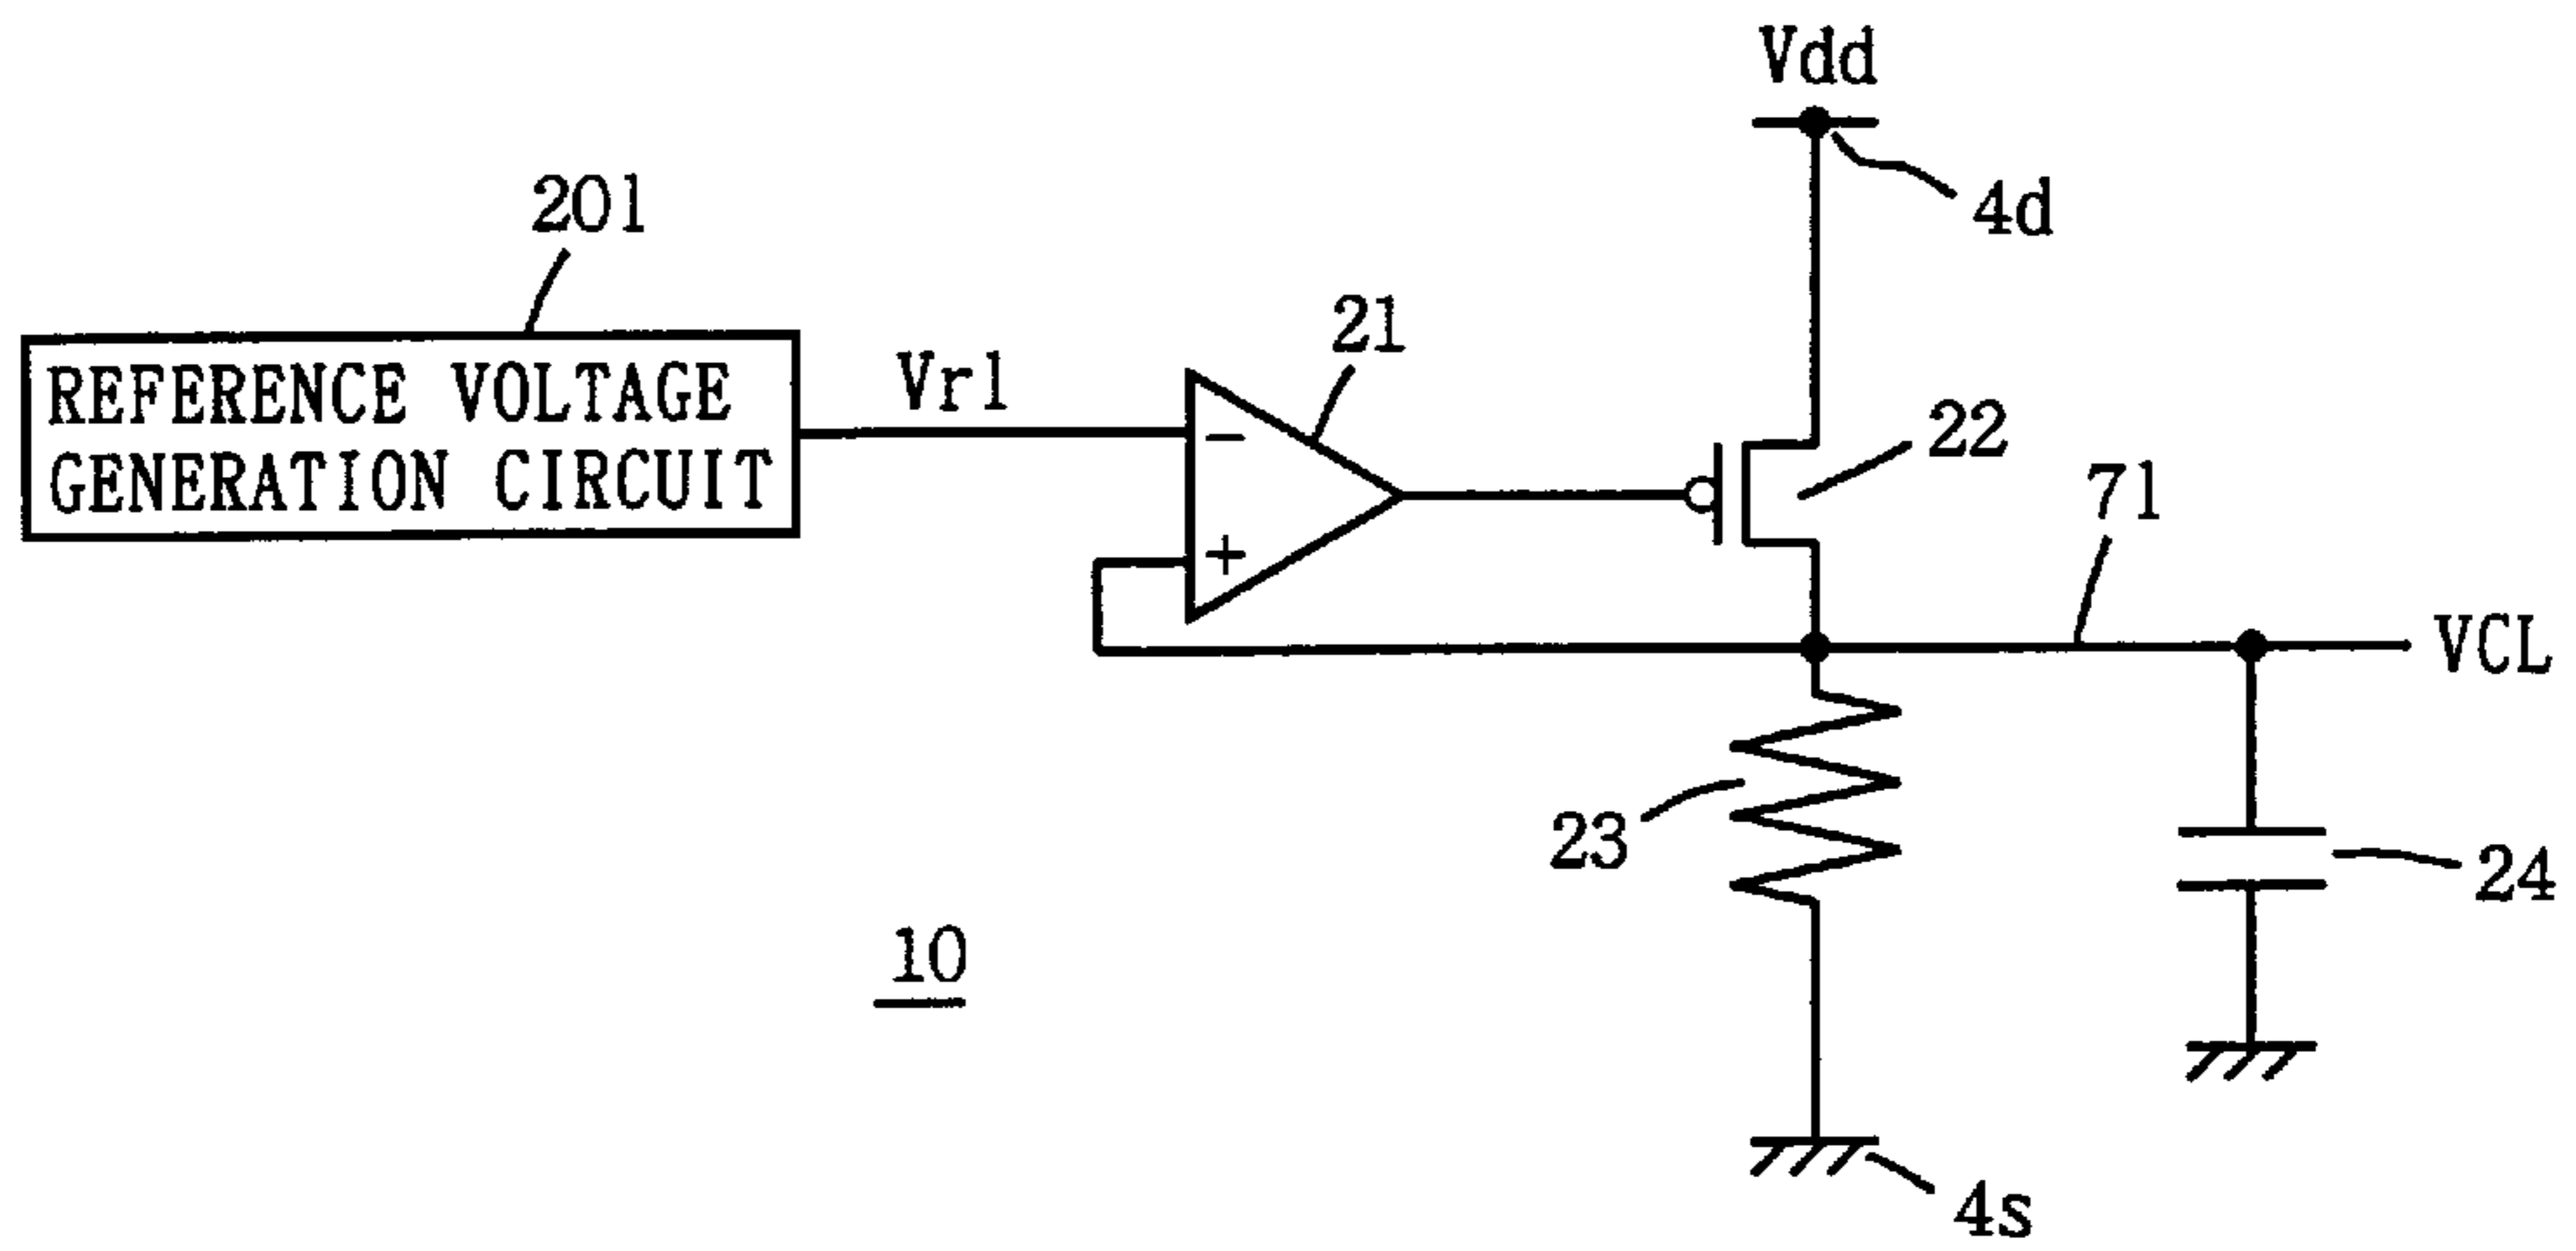 Vdd
4d
201
REFERENCE VOLTAGE
GENERATION CIRCUIT
Vr1
21
-
+
22
71
VCL
23
24
10
4s